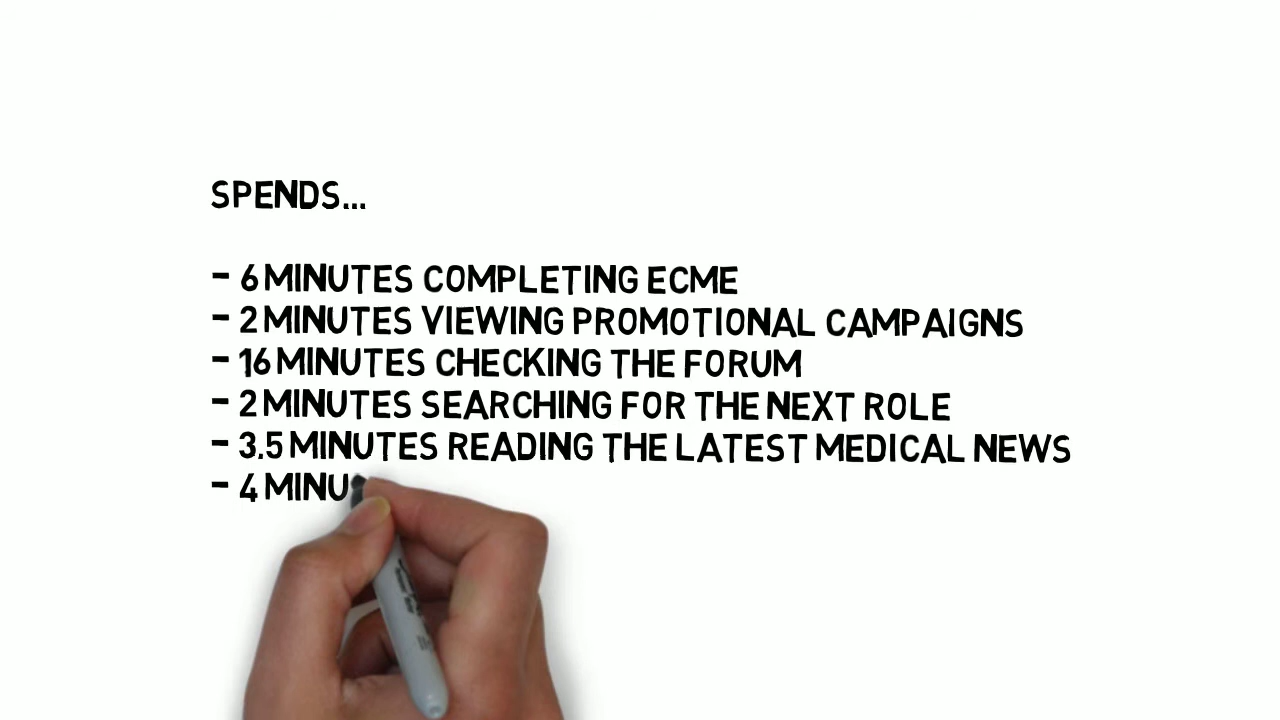 SPENDS...
- 6 MINUTES COMPLETING ECME
- 2 MINUTES VIEWING PROMOTIONAL CAMPAIGNS
- 16 MINUTES CHECKING THE FORUM
- 2 MINUTES SEARCHING FOR THE NEXT ROLE
- 3.5 MINUTES READING THE LATEST MEDICAL NEWS
- 4 MINU